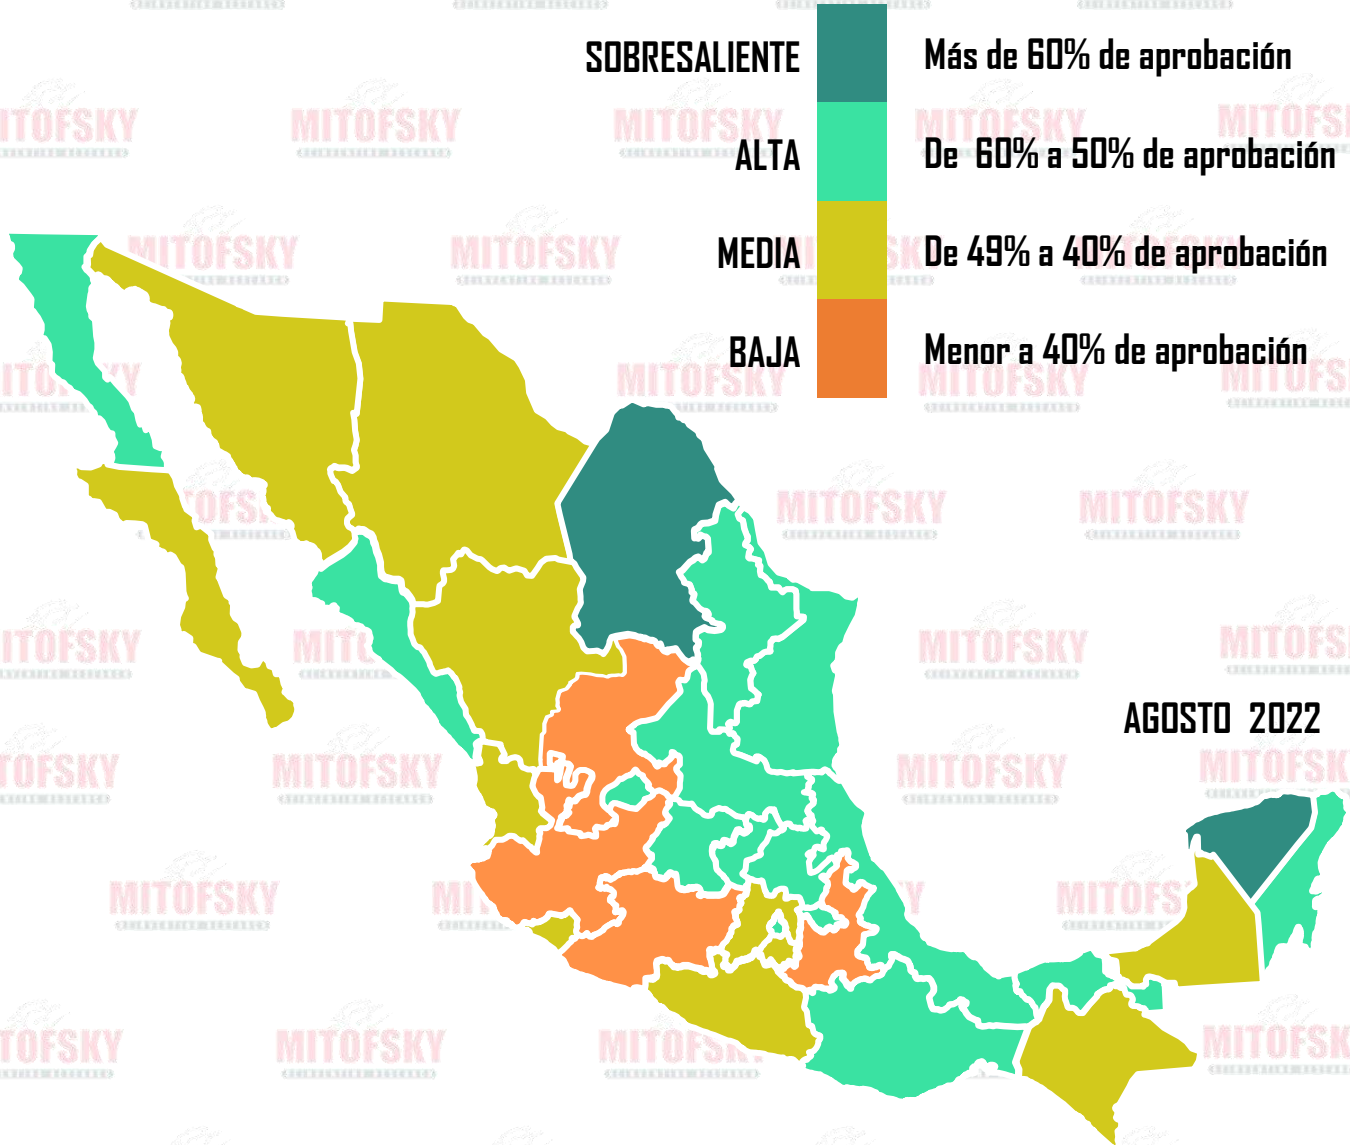 SOBRESALIENTE Más de 60% de aprobación
ALTA De 60% a 50% de aprobación
MEDIA De 49% a 40% de aprobación
BAJA Menor a 40% de aprobación
AGOSTO 2022
MITOFSKY